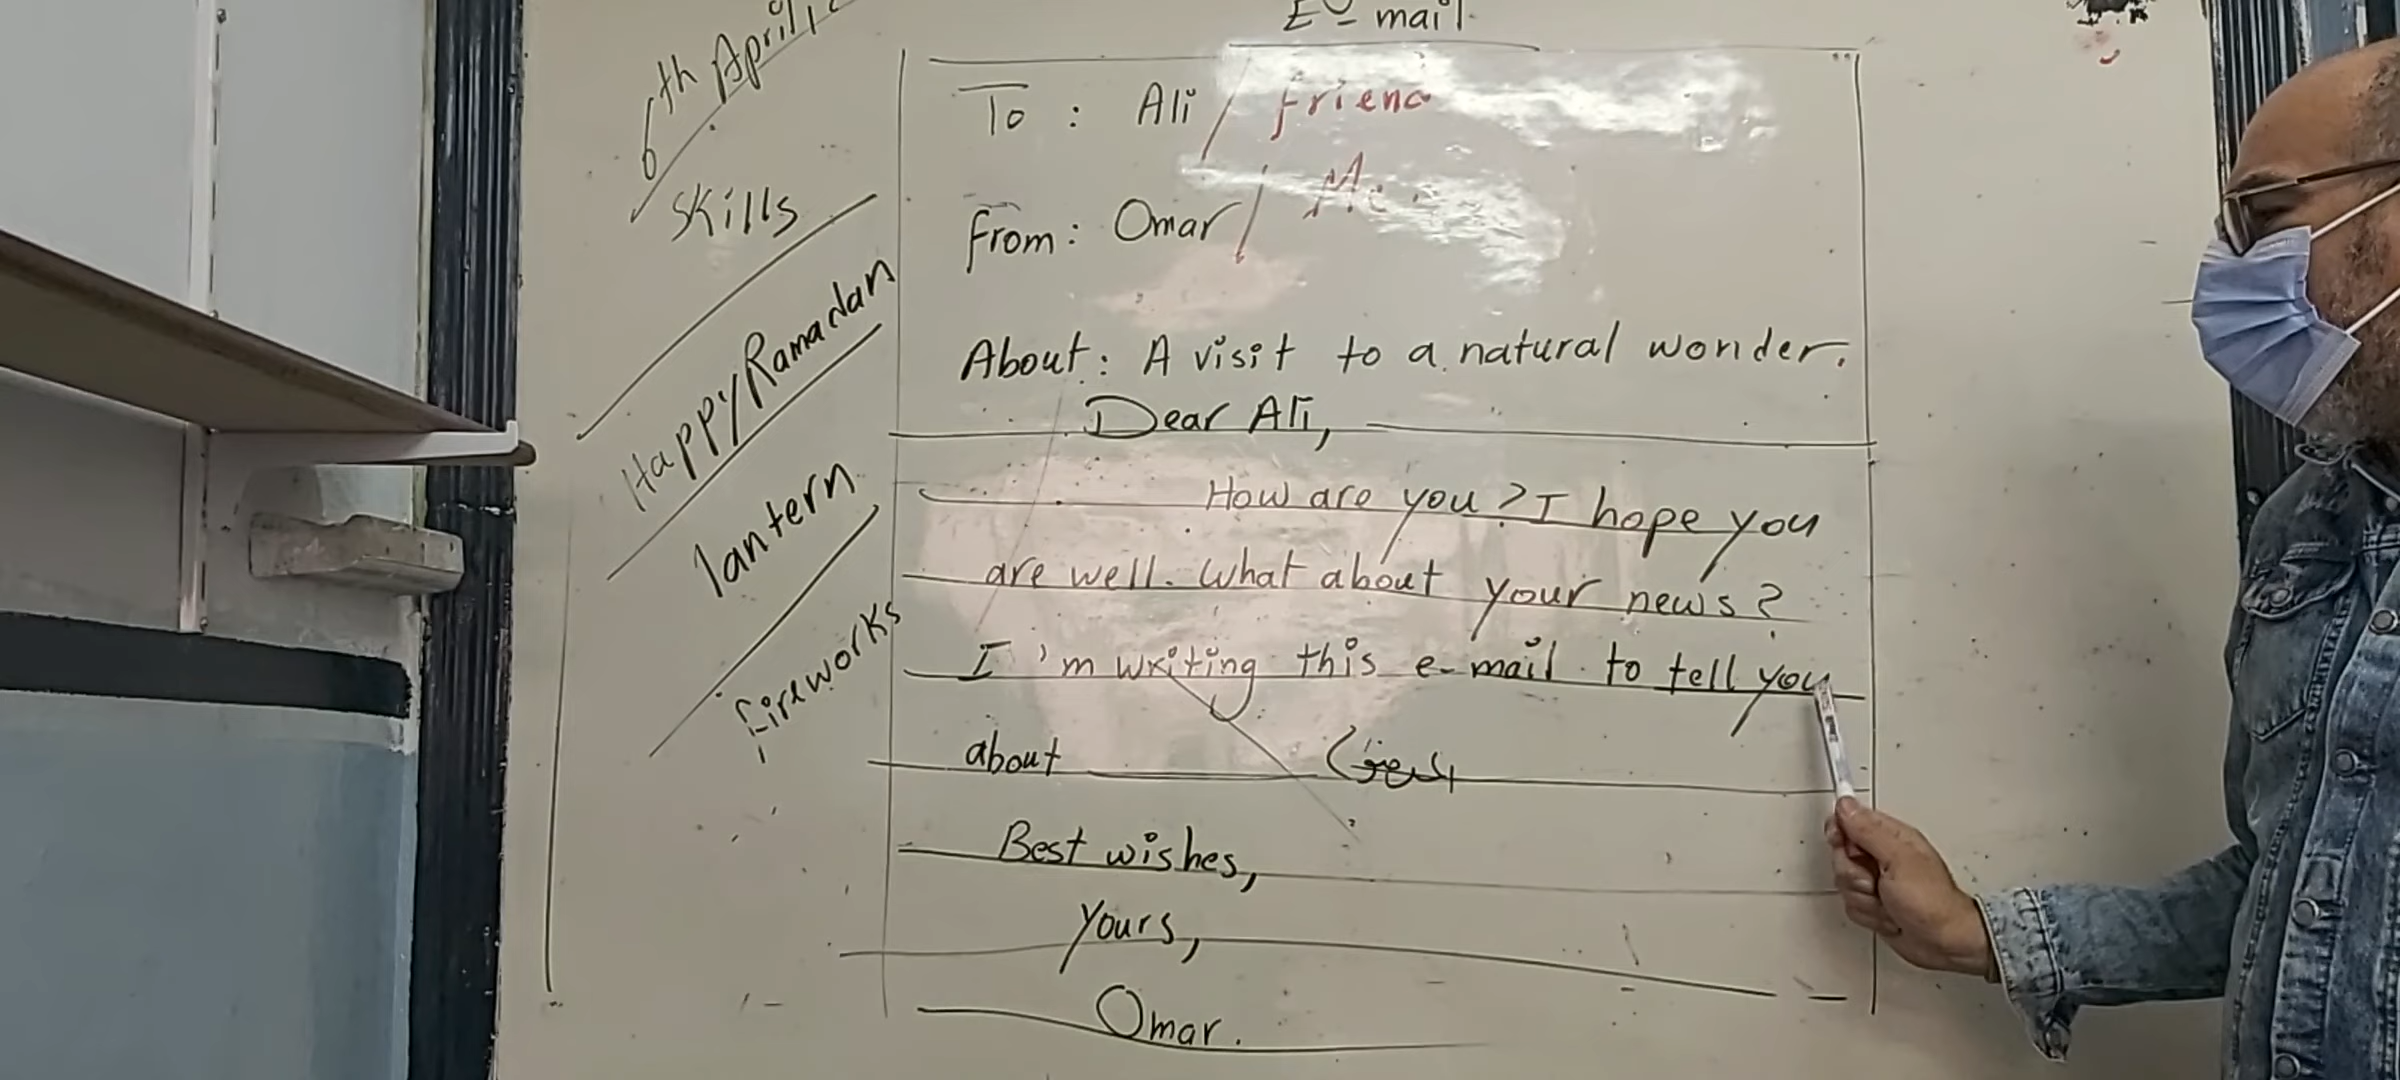 E-mail
6th April,
Skills
Happy Ramadan
lantern
fireworks
To : Ali / friend
From : Omar / Me
About : A visit to a natural wonder.
Dear Ali,
How are you? I hope you
are well. What about your news?
I'm writing this e-mail to tell you
about
Best wishes,
yours,
Omar.